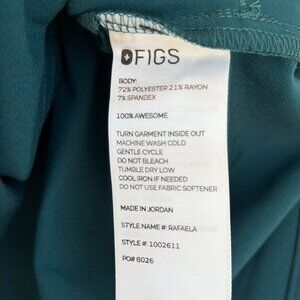 FIGS
BODY:
72% POLYESTER 21% RAYON
7% SPANDEX
100% AWESOME
TURN GARMENT INSIDE OUT
MACHINE WASH COLD
GENTLE CYCLE
DO NOT BLEACH
TUMBLE DRY LOW
COOL IRON IF NEEDED
DO NOT USE FABRIC SOFTENER
MADE IN JORDAN
STYLE NAME #: RAFAELA
STYLE #: 1002611
PO# 8026